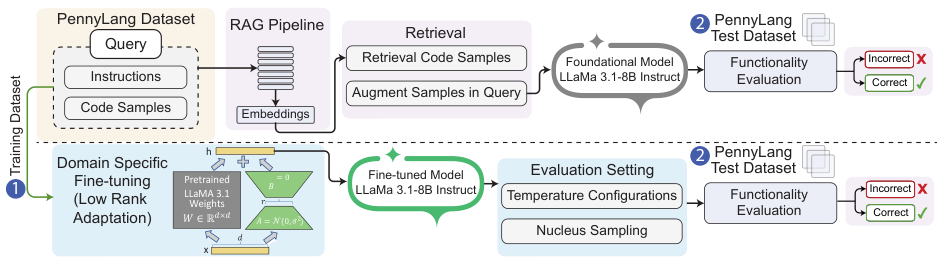 PennyLang Dataset
Query
Instructions
Code Samples
RAG Pipeline
Embeddings
Retrieval
Retrieval Code Samples
Augment Samples in Query
Foundational Model
LLaMa 3.1-8B Instruct
2
PennyLang
Test Dataset
Functionality
Evaluation
Incorrect X
Correct ✓
1
Training Dataset
Domain Specific
Fine-tuning
(Low Rank
Adaptation)
h
+
Pretrained
LLaMA 3.1
Weights
W ∈ ℝ^{d×d}
= 0
B
r
A = N(0, σ²)
d
x
Fine-tuned Model
LLaMa 3.1-8B Instruct
Evaluation Setting
Temperature Configurations
Nucleus Sampling
2
PennyLang
Test Dataset
Functionality
Evaluation
Incorrect X
Correct ✓